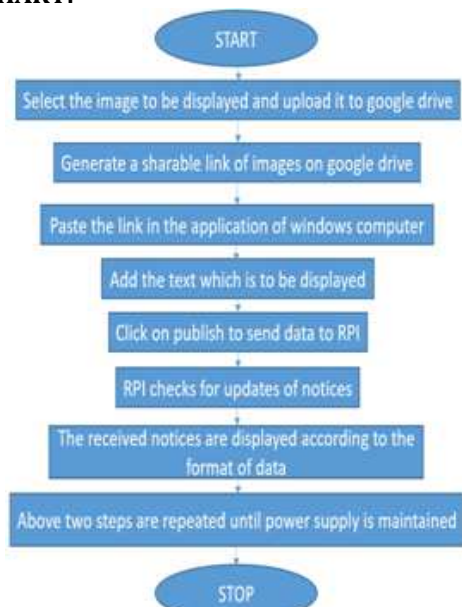 START
Select the image to be displayed and upload it to google drive
Generate a sharable link of images on google drive
Paste the link in the application of windows computer
Add the text which is to be displayed
Click on publish to send data to RPI
RPI checks for updates of notices
The received notices are displayed according to the
format of data
Above two steps are repeated until power supply is maintained
STOP